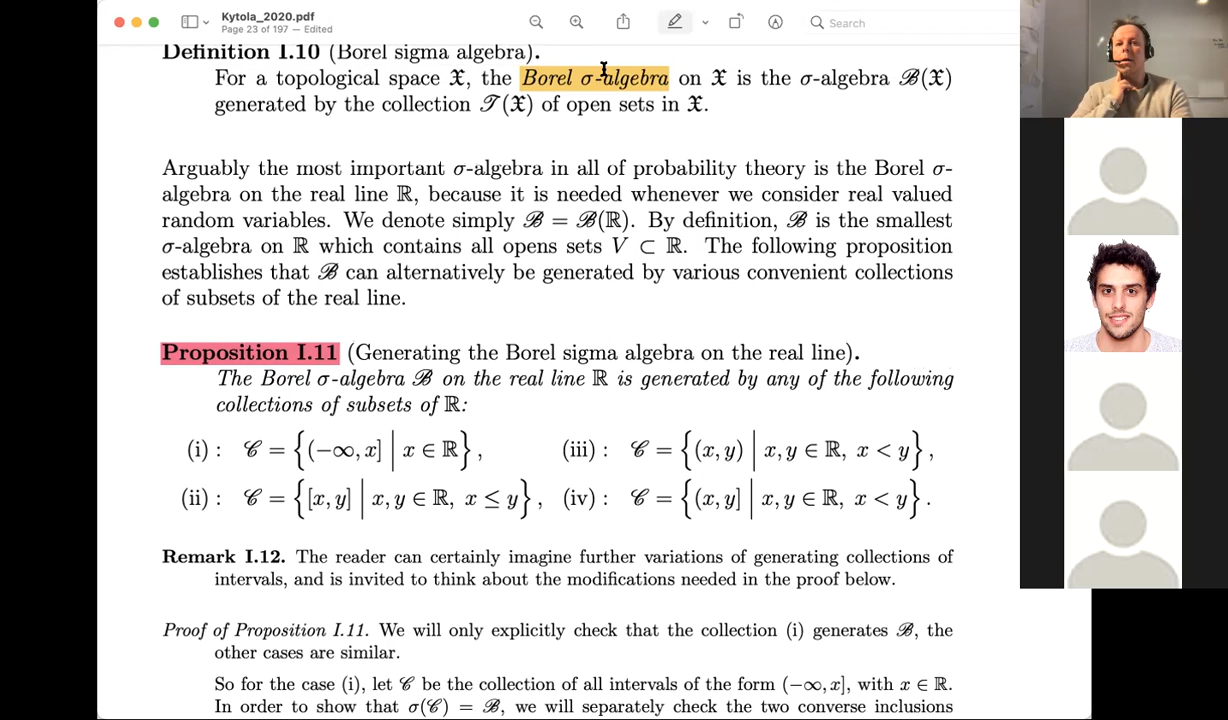 Kytola_2020.pdf
Page 23 of 197 — Edited
Search
Definition I.10 (Borel sigma algebra).
For a topological space 𝔛, the Borel σ-algebra on 𝔛 is the σ-algebra ℬ(𝔛)
generated by the collection 𝒯(𝔛) of open sets in 𝔛.
Arguably the most important σ-algebra in all of probability theory is the Borel σ-
algebra on the real line ℝ, because it is needed whenever we consider real valued
random variables. We denote simply ℬ = ℬ(ℝ). By definition, ℬ is the smallest
σ-algebra on ℝ which contains all opens sets V ⊂ ℝ. The following proposition
establishes that ℬ can alternatively be generated by various convenient collections
of subsets of the real line.
Proposition I.11 (Generating the Borel sigma algebra on the real line).
The Borel σ-algebra ℬ on the real line ℝ is generated by any of the following
collections of subsets of ℝ:
(i) : 𝒞 = {(−∞, x] | x ∈ ℝ}, (iii) : 𝒞 = {(x, y) | x, y ∈ ℝ, x < y},
(ii) : 𝒞 = {[x, y] | x, y ∈ ℝ, x ≤ y}, (iv) : 𝒞 = {(x, y] | x, y ∈ ℝ, x < y}.
Remark I.12. The reader can certainly imagine further variations of generating collections of
intervals, and is invited to think about the modifications needed in the proof below.
Proof of Proposition I.11. We will only explicitly check that the collection (i) generates ℬ, the
other cases are similar.
So for the case (i), let 𝒞 be the collection of all intervals of the form (−∞, x], with x ∈ ℝ.
In order to show that σ(𝒞) = ℬ, we will separately check the two converse inclusions